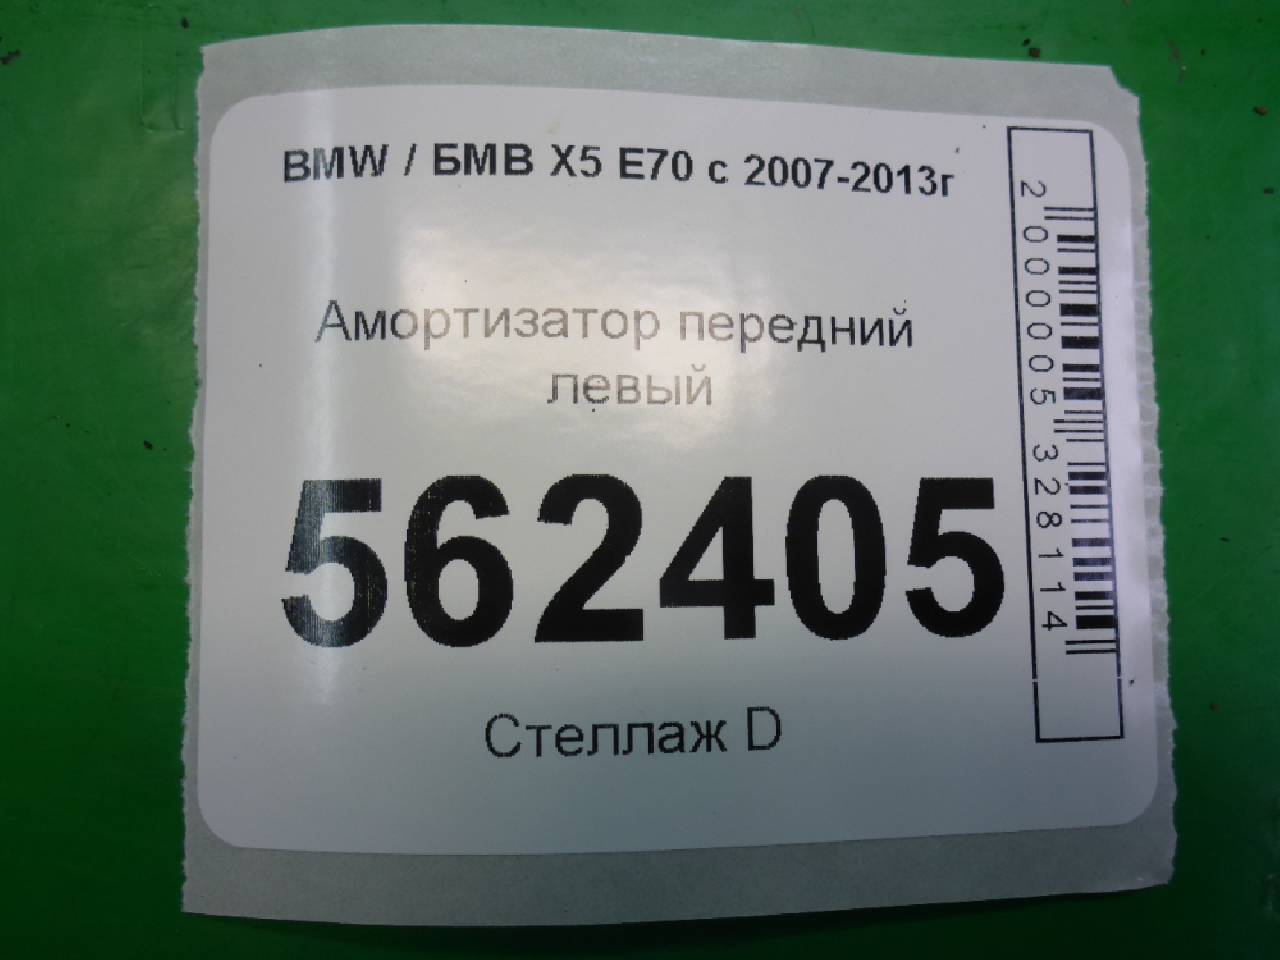 BMW / БМВ X5 E70 с 2007-2013г
Амортизатор передний
левый
562405
Стеллаж D
2000005328114